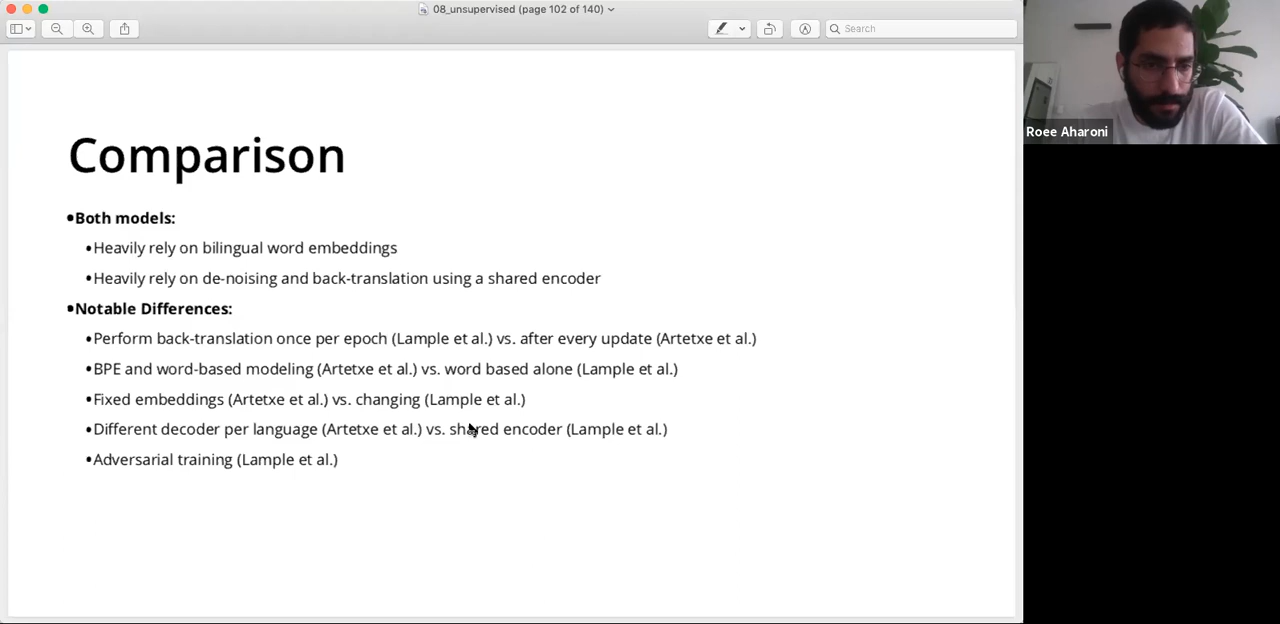 08_unsupervised (page 102 of 140)
Search
Comparison
•Both models:
•Heavily rely on bilingual word embeddings
•Heavily rely on de-noising and back-translation using a shared encoder
•Notable Differences:
•Perform back-translation once per epoch (Lample et al.) vs. after every update (Artetxe et al.)
•BPE and word-based modeling (Artetxe et al.) vs. word based alone (Lample et al.)
•Fixed embeddings (Artetxe et al.) vs. changing (Lample et al.)
•Different decoder per language (Artetxe et al.) vs. shared encoder (Lample et al.)
•Adversarial training (Lample et al.)
Roee Aharoni